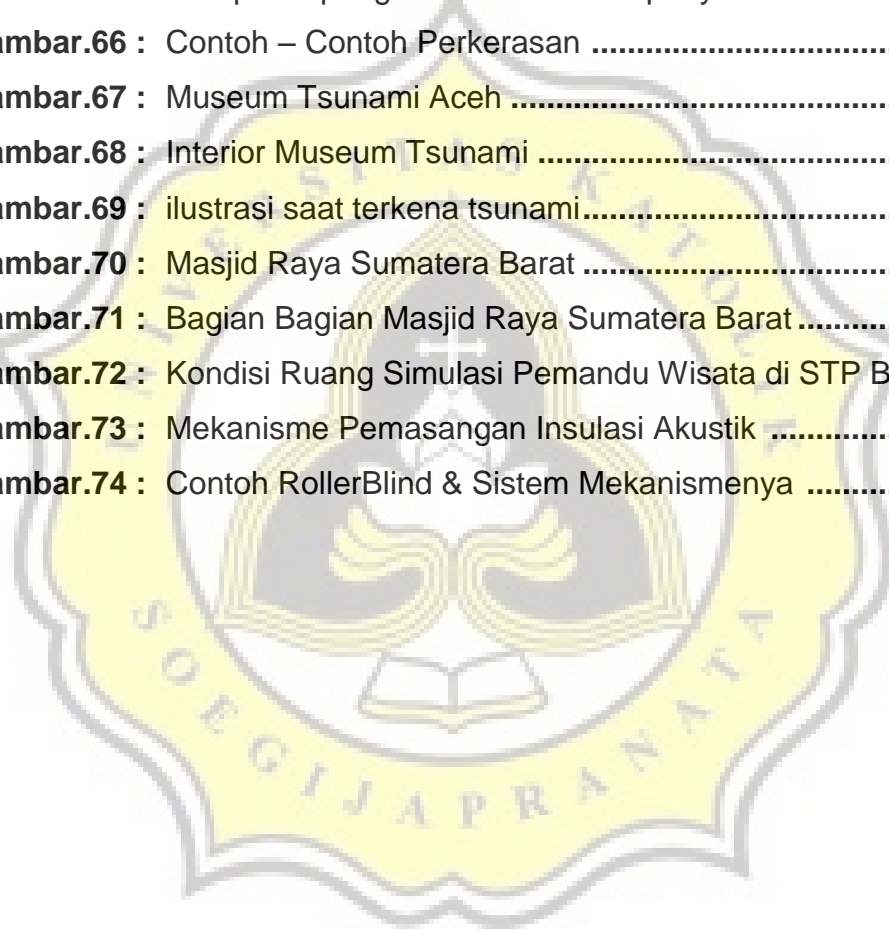 ambar.66 : Contoh – Contoh Perkerasan ....................................
ambar.67 : Museum Tsunami Aceh ..............................................
ambar.68 : Interior Museum Tsunami ...........................................
ambar.69 : ilustrasi saat terkena tsunami.....................................
ambar.70 : Masjid Raya Sumatera Barat .....................................
ambar.71 : Bagian Bagian Masjid Raya Sumatera Barat ...........
ambar.72 : Kondisi Ruang Simulasi Pemandu Wisata di STP B
ambar.73 : Mekanisme Pemasangan Insulasi Akustik ..............
ambar.74 : Contoh RollerBlind & Sistem Mekanismenya ..........
UNIVERSITAS KATOLIK
SOEGIJAPRANATA